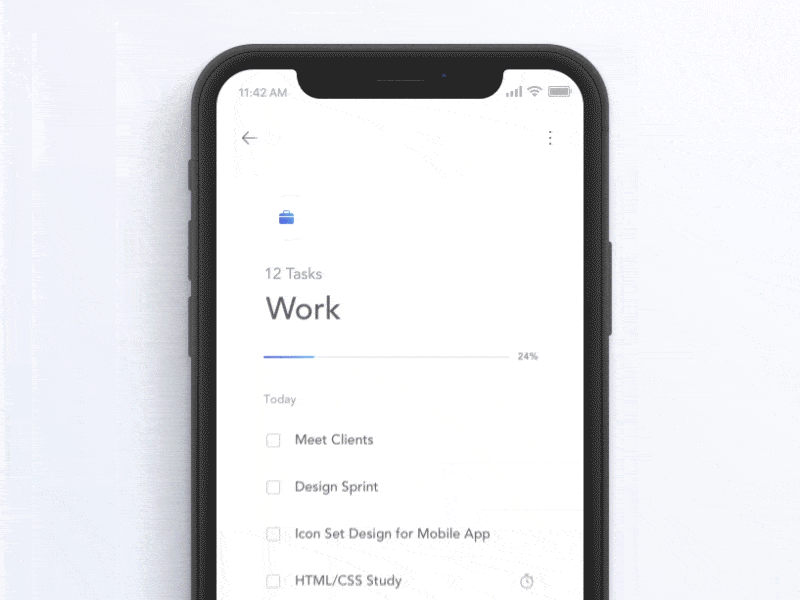 11:42 AM
12 Tasks
Work
24%
Today
Meet Clients
Design Sprint
Icon Set Design for Mobile App
HTML/CSS Study